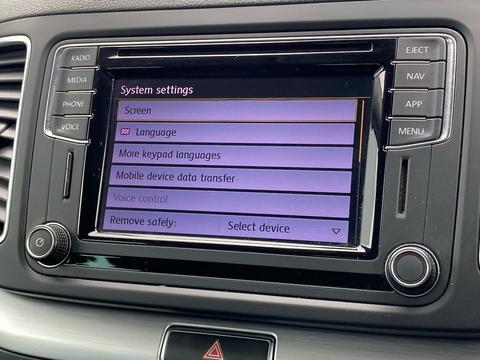 RADIO
MEDIA
PHONE
VOICE
EJECT
NAV
APP
MENU
System settings
Screen
Language
More keypad languages
Mobile device data transfer
Voice control
Remove safely: Select device